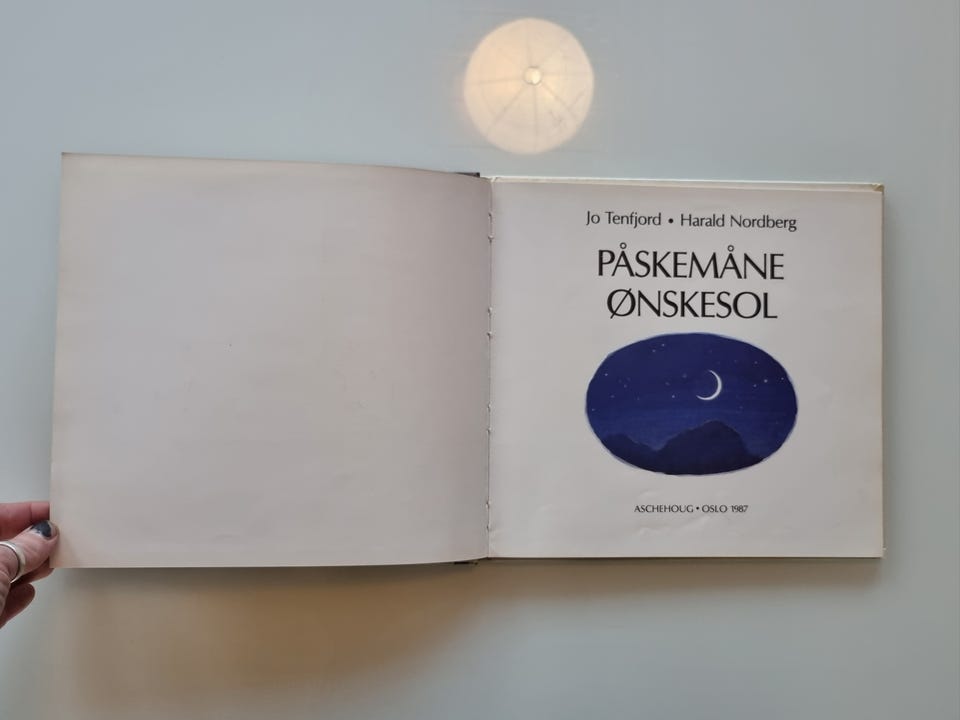 Jo Tenfjord • Harald Nordberg
PÅSKEMÅNE
ØNSKESOL
ASCHEHOUG • OSLO 1987